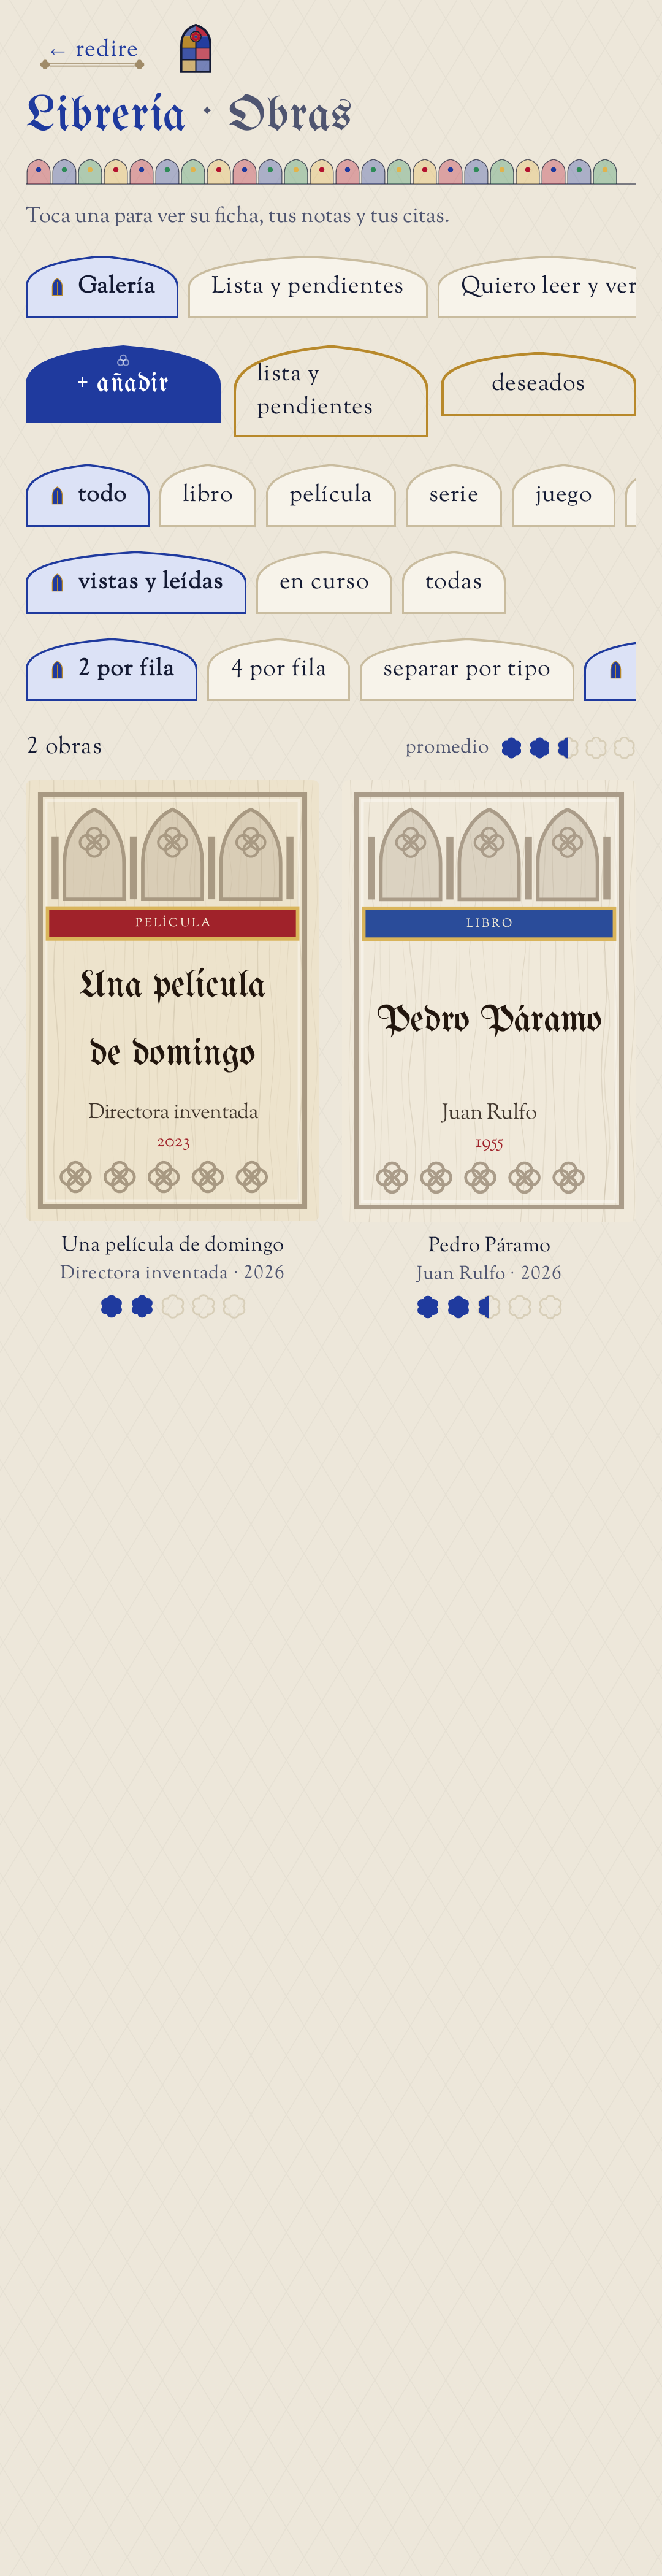 ← redire
Librería · Obras
Toca una para ver su ficha, tus notas y tus citas.
Galería
Lista y pendientes
Quiero leer y ver
+ añadir
lista y
pendientes
deseados
todo
libro
película
serie
juego
vistas y leídas
en curso
todas
2 por fila
4 por fila
separar por tipo
2 obras
promedio
PELÍCULA
Una película
de domingo
Directora inventada
2023
LIBRO
Pedro Páramo
Juan Rulfo
1955
Una película de domingo
Directora inventada · 2026
Pedro Páramo
Juan Rulfo · 2026